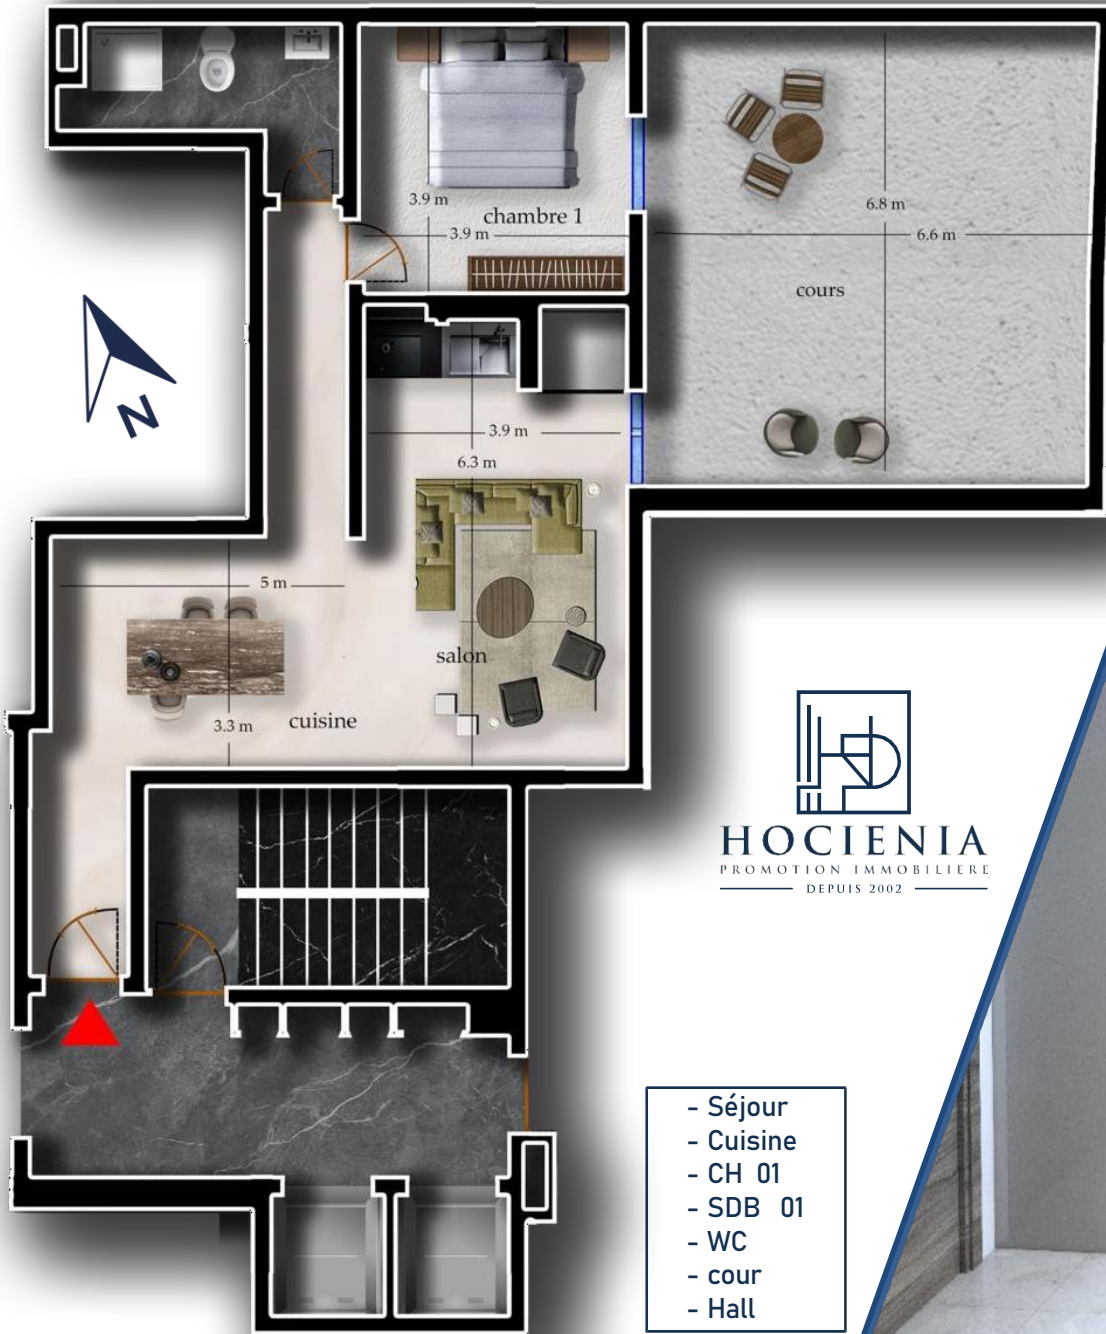 3.9 m
chambre 1
3.9 m
6.8 m
6.6 m
cours
N
3.9 m
6.3 m
5 m
salon
3.3 m
cuisine
HOCIENIA
PROMOTION IMMOBILIERE
DEPUIS 2002
- Séjour
- Cuisine
- CH 01
- SDB 01
- WC
- cour
- Hall